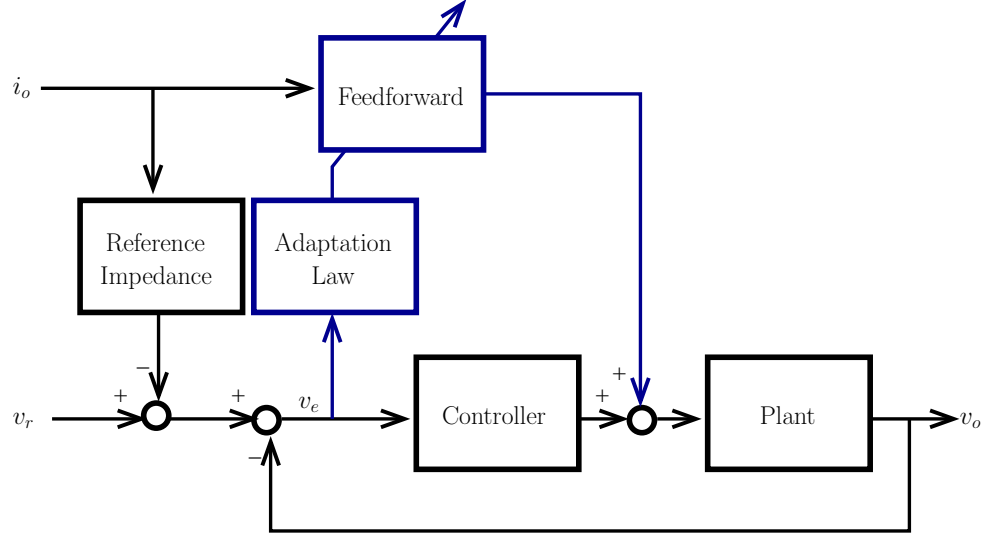 i_o
Feedforward
Reference
Impedance
Adaptation
Law
−
+
+
v_e
+
+
v_r
Controller
Plant
v_o
−